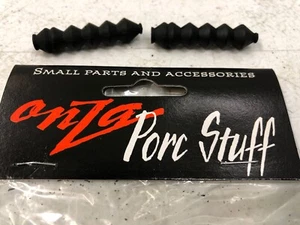 SMALL PARTS AND ACCESSORIES
onza
Porc Stuff